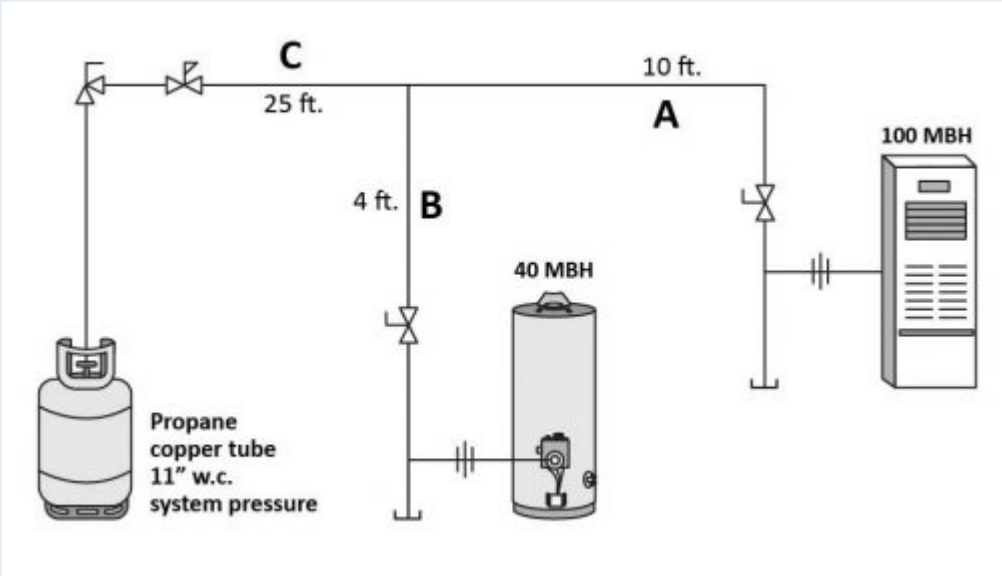 C
25 ft.
10 ft.
A
100 MBH
4 ft.
B
40 MBH
Propane
copper tube
11” w.c.
system pressure